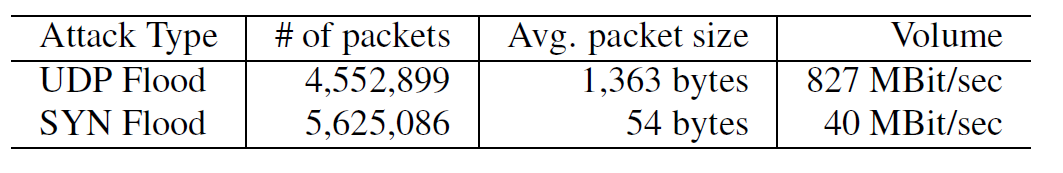 Attack Type # of packets Avg. packet size Volume
UDP Flood 4,552,899 1,363 bytes 827 MBit/sec
SYN Flood 5,625,086 54 bytes 40 MBit/sec